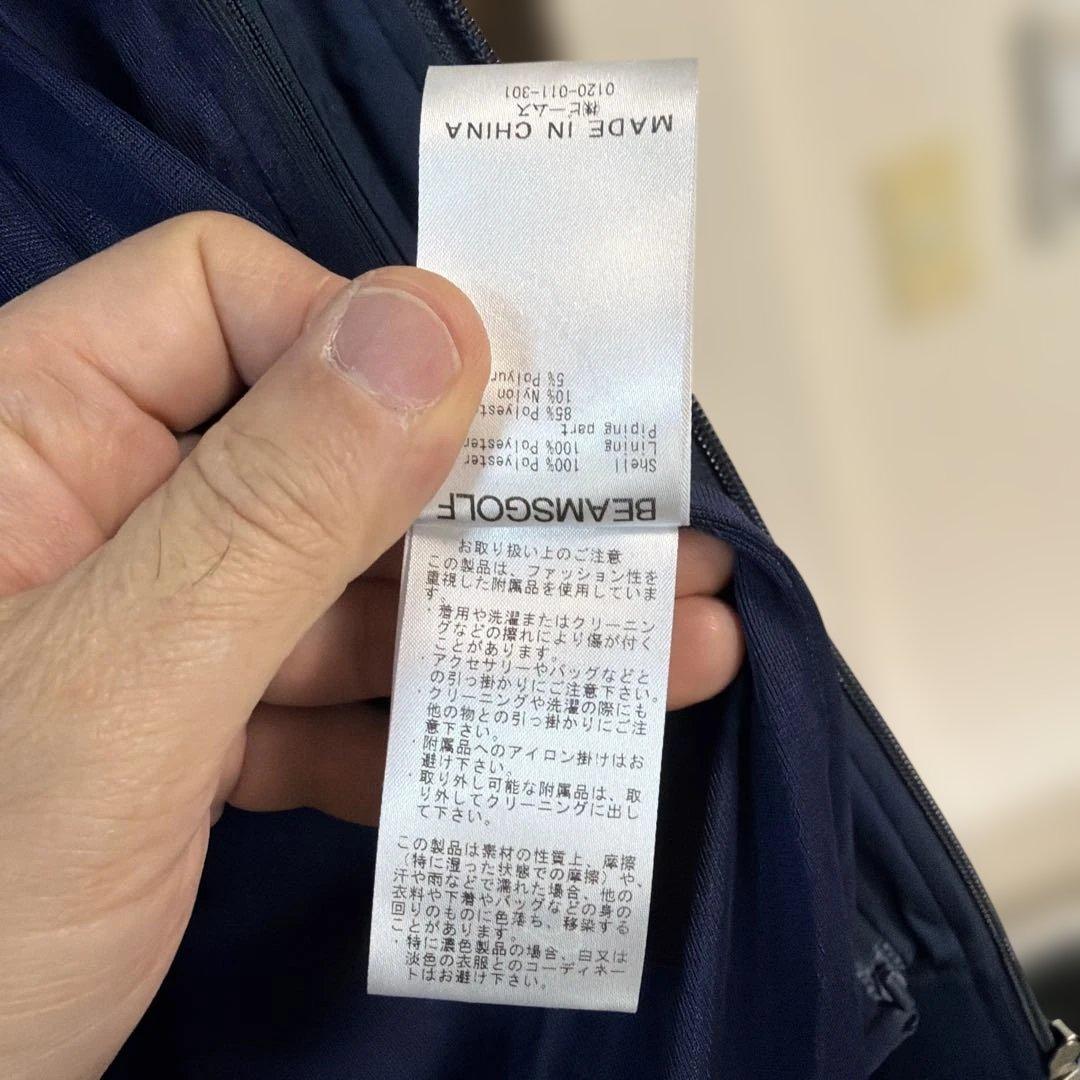 BEAMSGOLF
Shell 100% Polyester
Lining 100% Polyester
Piping part
85%
10% Nylon
5%
MADE IN CHINA
㈱ビームス
0120-011-301
お取り扱い上のご注意
この製品は、ファッション性を
重視した附属品を使用していま
す。
・着用や洗濯またはクリーニン
グなどの擦れにより傷が付く
ことがあります。
・アクセサリーやバッグなどと
の引っ掛かりにご注意下さい。
・クリーニングや洗濯の際にも
他の物との引っ掛かりにご注
意下さい。
・附属品へのアイロン掛けはお
避け下さい。
・取り外し可能な附属品は、取
り外してクリーニングに出し
て下さい。
この製品は素材の性質上、摩擦
（特に湿った状態での摩擦）や、
汗や雨などで濡れた場合、他の
衣料や下着やバッグなどの身の
回りのものに色落ち、移染する
ことがあります。
・特に濃色製品の場合、白又は
淡色の衣服とのコーディネー
トはお避け下さい。